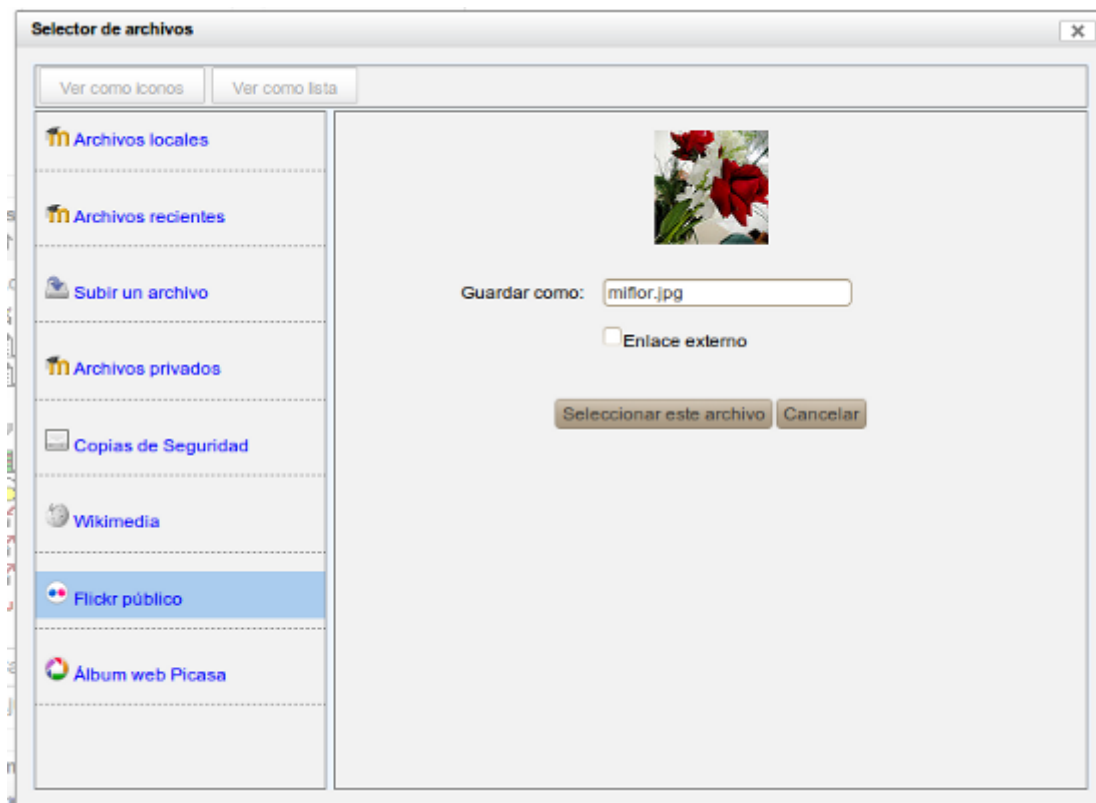 Selector de archivos
Ver como iconos Ver como lista
Archivos locales
Archivos recientes
Subir un archivo
Archivos privados
Copias de Seguridad
Wikimedia
Flickr público
Álbum web Picasa
Guardar como: miflor.jpg
Enlace externo
Seleccionar este archivo Cancelar